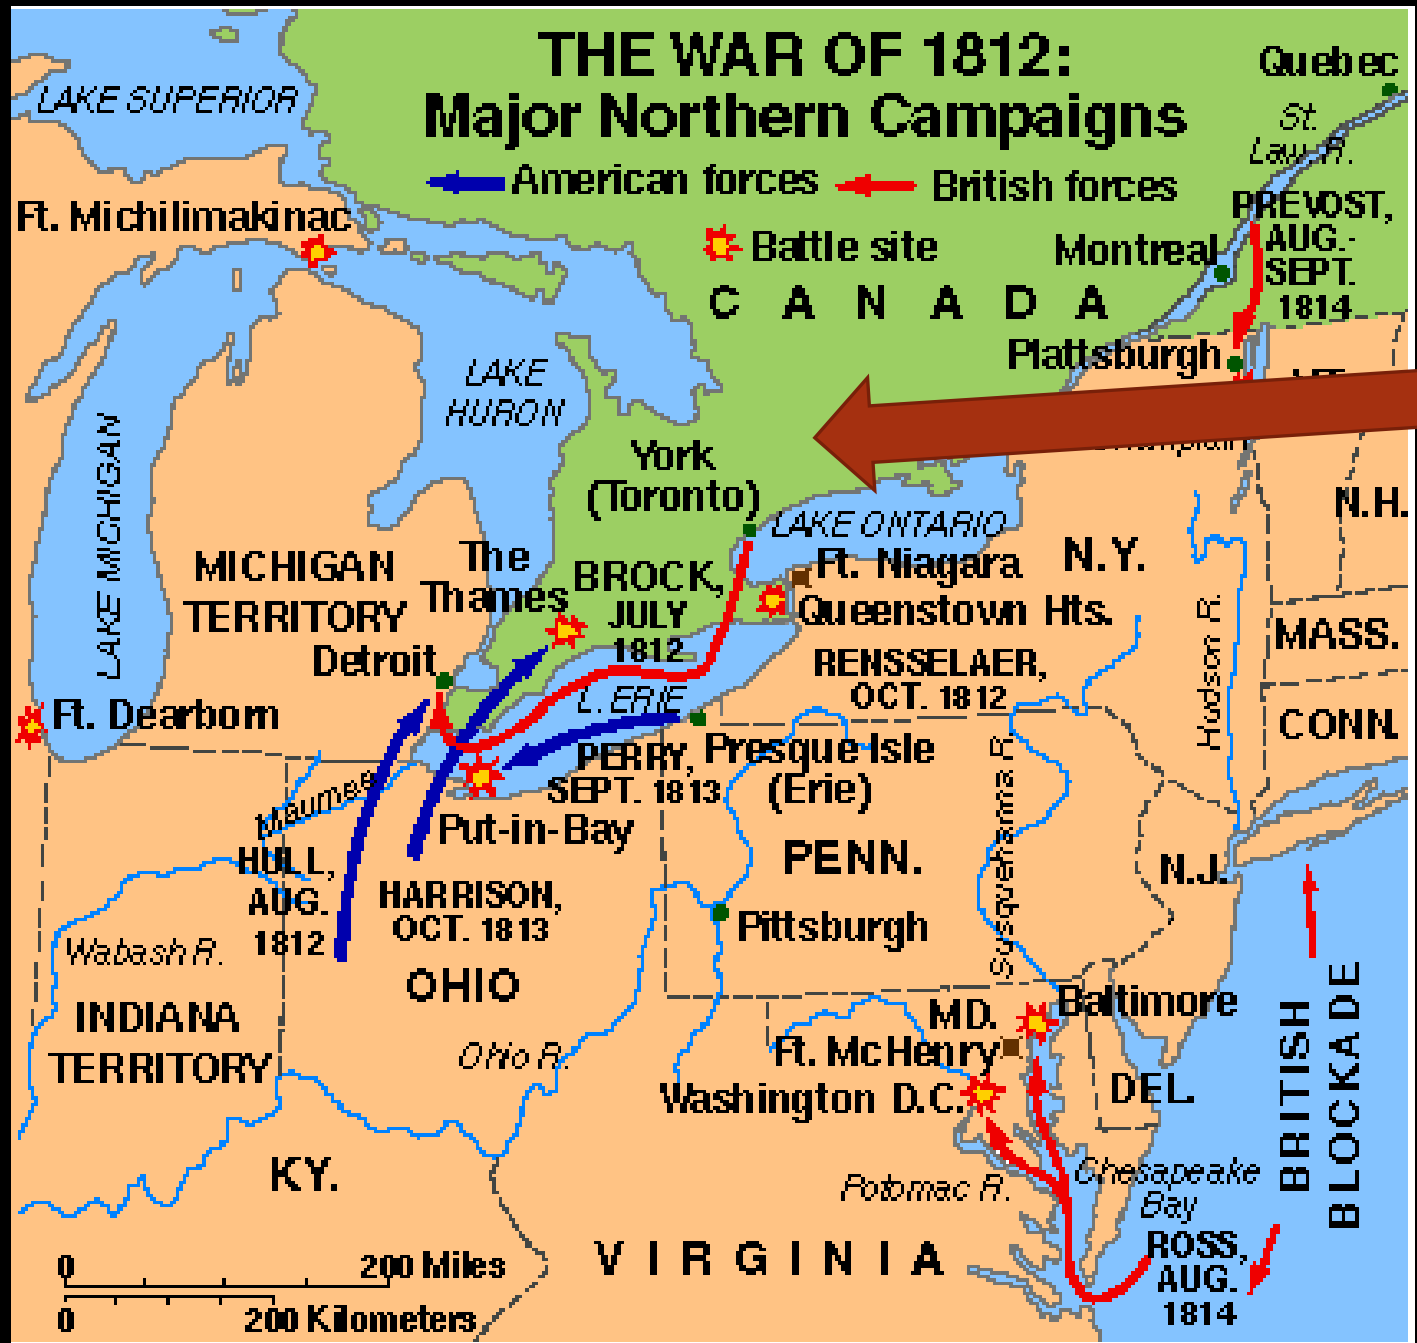 THE WAR OF 1812:
Major Northern Campaigns
American forces
British forces
Battle site
Quebec
St.
Law. R.
LAKE SUPERIOR
Ft. Michilimakinac
PREVOST,
AUG.-
SEPT.
1814
Montreal
C A N A D A
Plattsburgh
LAKE
HURON
LAKE MICHIGAN
York
(Toronto)
LAKE ONTARIO
N.H.
MICHIGAN
TERRITORY
The
Thames
BROCK,
JULY
1812
Ft. Niagara
N.Y.
Queenstown Hts.
Hudson R.
MASS.
Detroit
RENSSELAER,
OCT. 1812
L. ERIE
Ft. Dearborn
CONN.
PERRY,
SEPT. 1813
Presque Isle
(Erie)
Susquehanna R.
Maumee
Put-in-Bay
HULL,
AUG.
1812
HARRISON,
OCT. 1813
PENN.
N.J.
Pittsburgh
Wabash R.
OHIO
INDIANA
TERRITORY
Ohio R.
MD.
Baltimore
Ft. McHenry
Washington D.C.
DEL.
BRITISH
BLOCKADE
KY.
Potomac R.
Chesapeake
Bay
VIRGINIA
ROSS,
AUG.
1814
0 200 Miles
0 200 Kilometers